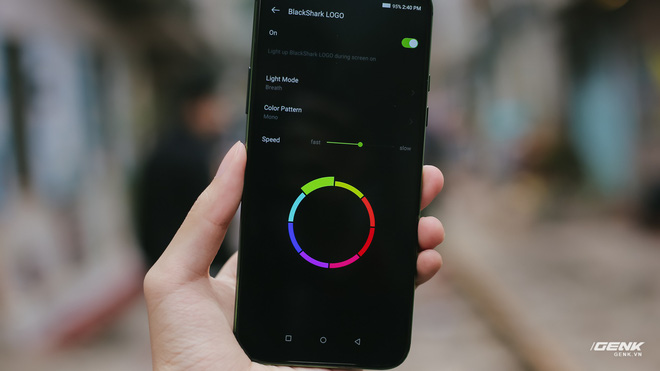 95% 2:40 PM
BlackShark LOGO
On
Light up BlackShark LOGO during screen on
Light Mode
Breath
Color Pattern
Mono
Speed fast slow
GENK
GENK.VN